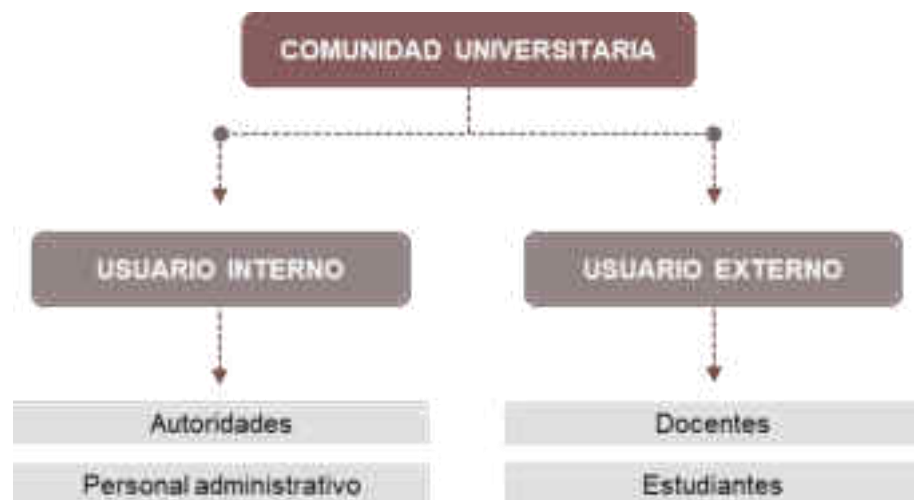 COMUNIDAD UNIVERSITARIA
USUARIO INTERNO
USUARIO EXTERNO
Autoridades
Docentes
Personal administrativo
Estudiantes